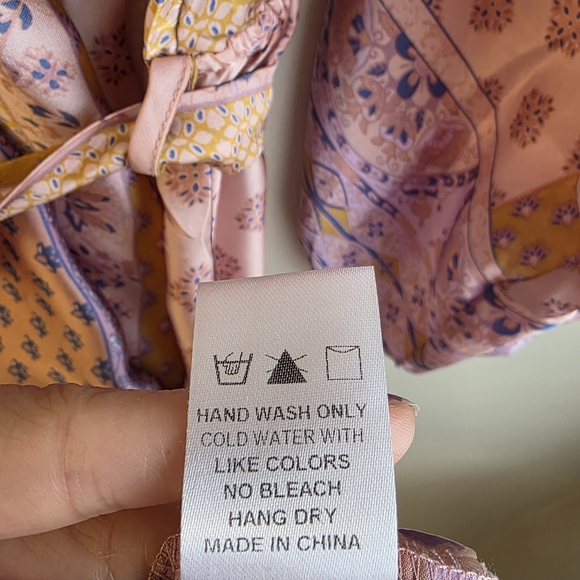 HAND WASH ONLY
COLD WATER WITH
LIKE COLORS
NO BLEACH
HANG DRY
MADE IN CHINA